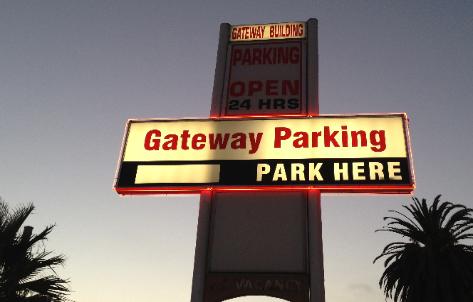 GATEWAY BUILDING
PARKING
OPEN
24 HRS
Gateway Parking
PARK HERE
VACANCY